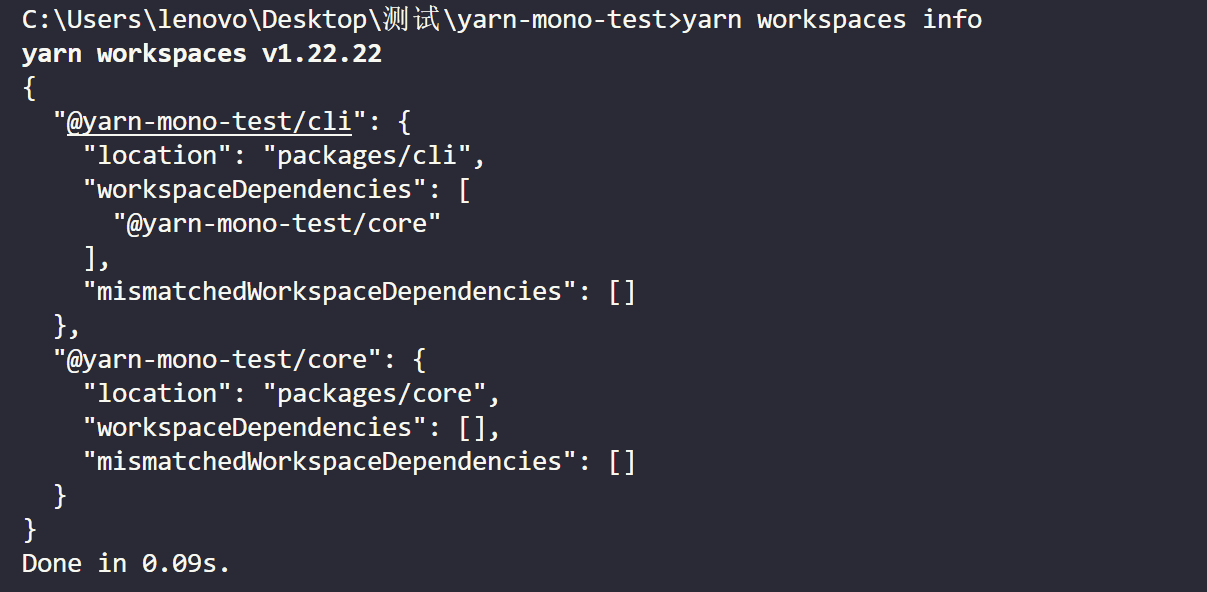 C:\Users\lenovo\Desktop\测试\yarn-mono-test>yarn workspaces info
yarn workspaces v1.22.22
{
  "@yarn-mono-test/cli": {
    "location": "packages/cli",
    "workspaceDependencies": [
      "@yarn-mono-test/core"
    ],
    "mismatchedWorkspaceDependencies": []
  },
  "@yarn-mono-test/core": {
    "location": "packages/core",
    "workspaceDependencies": [],
    "mismatchedWorkspaceDependencies": []
  }
}
Done in 0.09s.